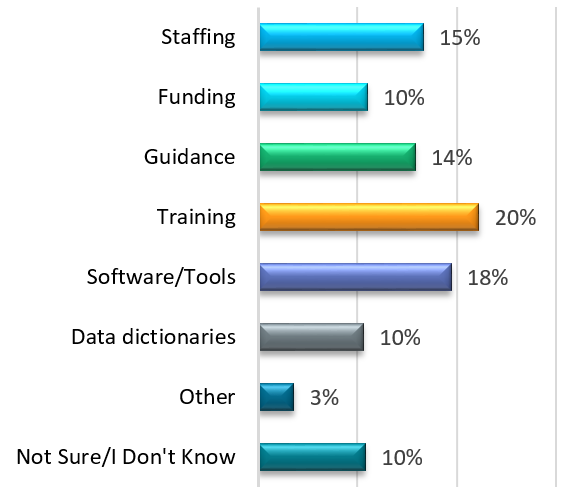 Staffing 15%
Funding 10%
Guidance 14%
Training 20%
Software/Tools 18%
Data dictionaries 10%
Other 3%
Not Sure/I Don't Know 10%